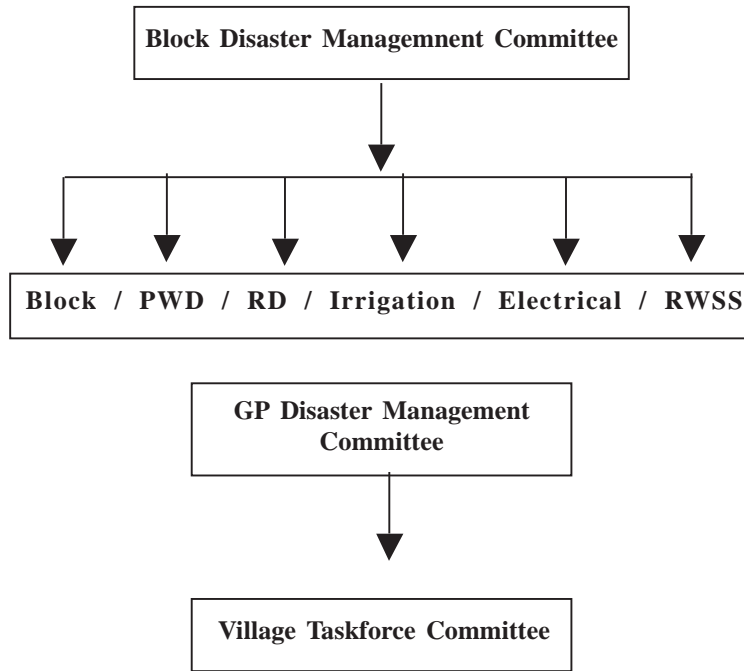 Block Disaster Managemnent Committee
Block / PWD / RD / Irrigation / Electrical / RWSS
GP Disaster Management
Committee
Village Taskforce Committee